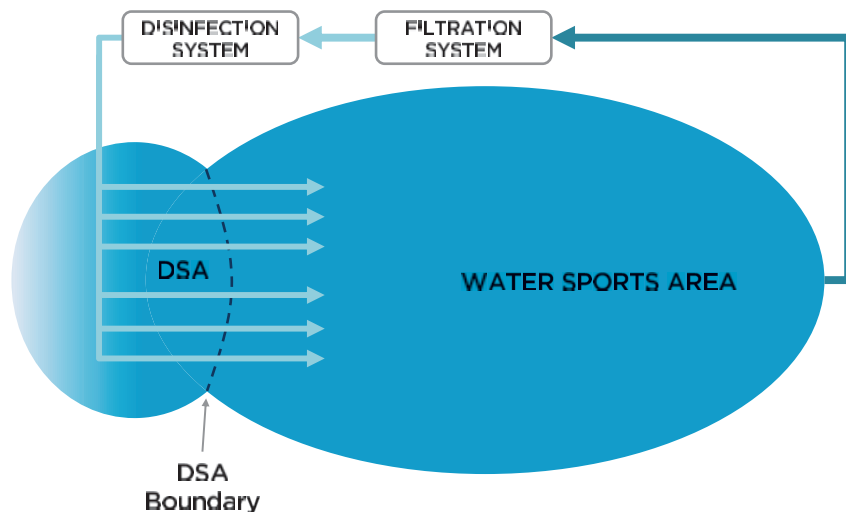 DISINFECTION
SYSTEM
FILTRATION
SYSTEM
DSA
WATER SPORTS AREA
DSA
Boundary